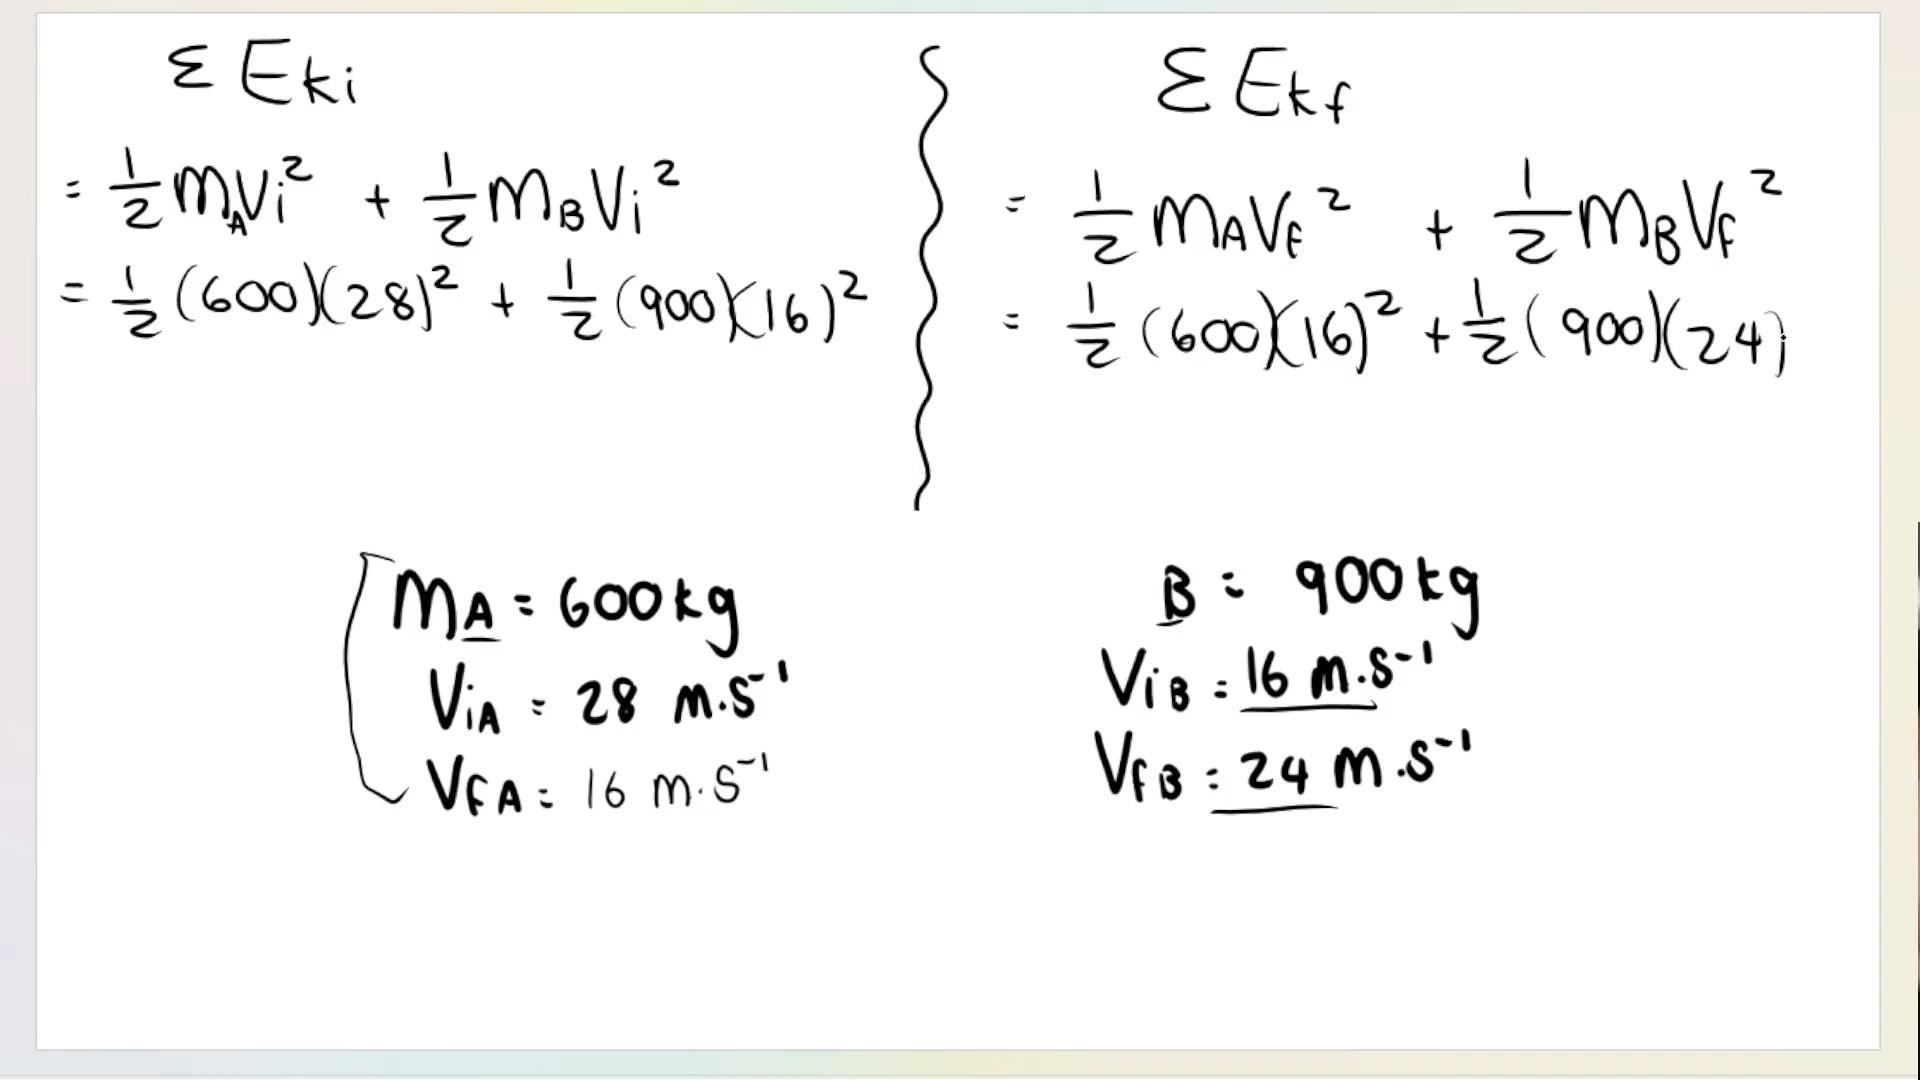 Σ Eki
= 1/2 mAVi² + 1/2 mBVi²
= 1/2 (600)(28)² + 1/2 (900)(16)²
Σ Ekf
= 1/2 mAVf² + 1/2 mBVf²
= 1/2 (600)(16)² + 1/2 (900)(24)
mA = 600kg
ViA = 28 m.s⁻¹
VfA = 16 m.s⁻¹
B = 900kg
ViB = 16 m.s⁻¹
VfB = 24 m.s⁻¹